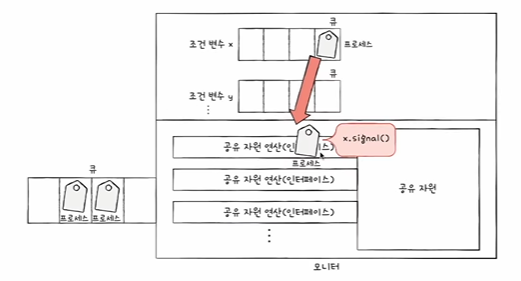 큐
조건 변수 x
프로세스
큐
조건 변수 y
⋮
x.signal()
공유 자원 연산(인터페이스)
프로세스
큐
공유 자원 연산(인터페이스)
공유 자원
프로세스 프로세스
공유 자원 연산(인터페이스)
⋮
모니터